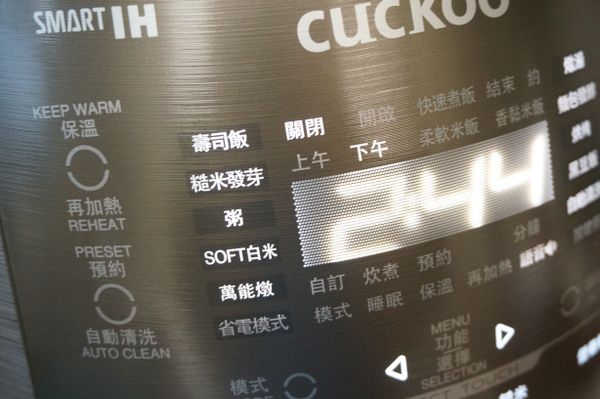 SMART IH
CUCKOO
KEEP WARM
保溫
再加熱
REHEAT
PRESET
預約
自動清洗
AUTO CLEAN
壽司飯
糙米發芽
粥
SOFT白米
萬能燉
省電模式
關閉 開啟 快速煮飯 结束 約
上午 下午 柔軟米飯 香黏米飯
2:44
分鐘
自訂 炊煮 預約 再加熱 語音
模式 睡眠 保溫
MENU
功能
選擇
SELECTION
模式